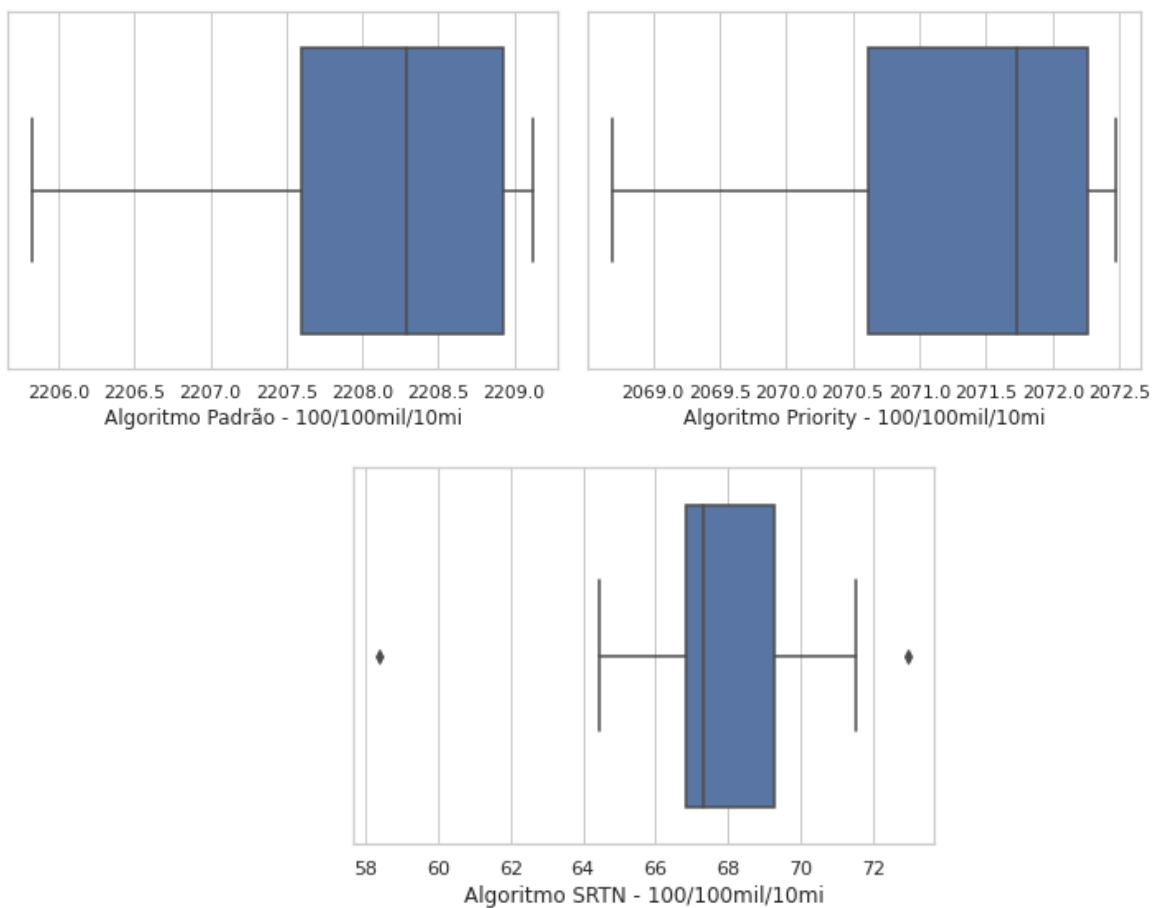 2206.0 2206.5 2207.0 2207.5 2208.0 2208.5 2209.0
Algoritmo Padrão - 100/100mil/10mi
2069.0 2069.5 2070.0 2070.5 2071.0 2071.5 2072.0 2072.5
Algoritmo Priority - 100/100mil/10mi
58 60 62 64 66 68 70 72
Algoritmo SRTN - 100/100mil/10mi